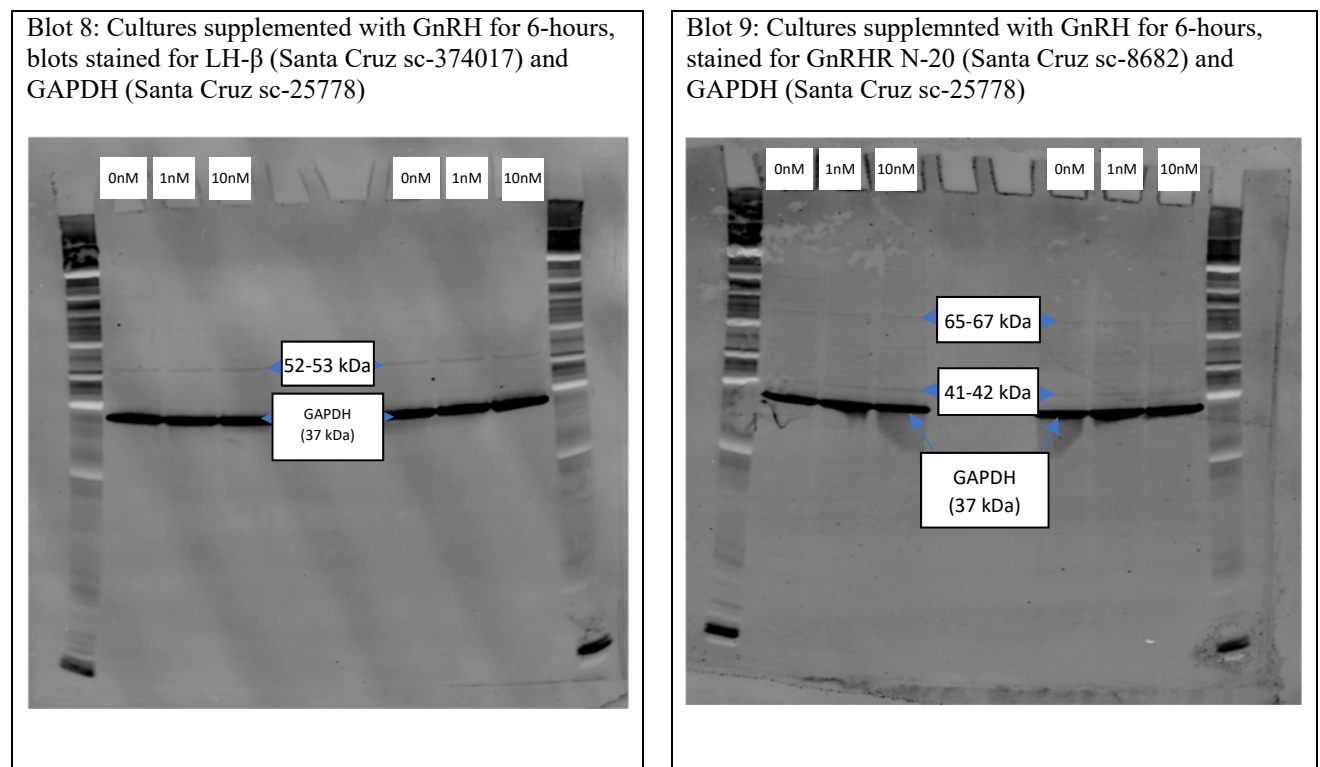 Blot 8: Cultures supplemented with GnRH for 6-hours,
blots stained for LH-β (Santa Cruz sc-374017) and
GAPDH (Santa Cruz sc-25778)
0nM 1nM 10nM 0nM 1nM 10nM
52-53 kDa
GAPDH
(37 kDa)
Blot 9: Cultures supplemnted with GnRH for 6-hours,
stained for GnRHR N-20 (Santa Cruz sc-8682) and
GAPDH (Santa Cruz sc-25778)
0nM 1nM 10nM 0nM 1nM 10nM
65-67 kDa
41-42 kDa
GAPDH
(37 kDa)